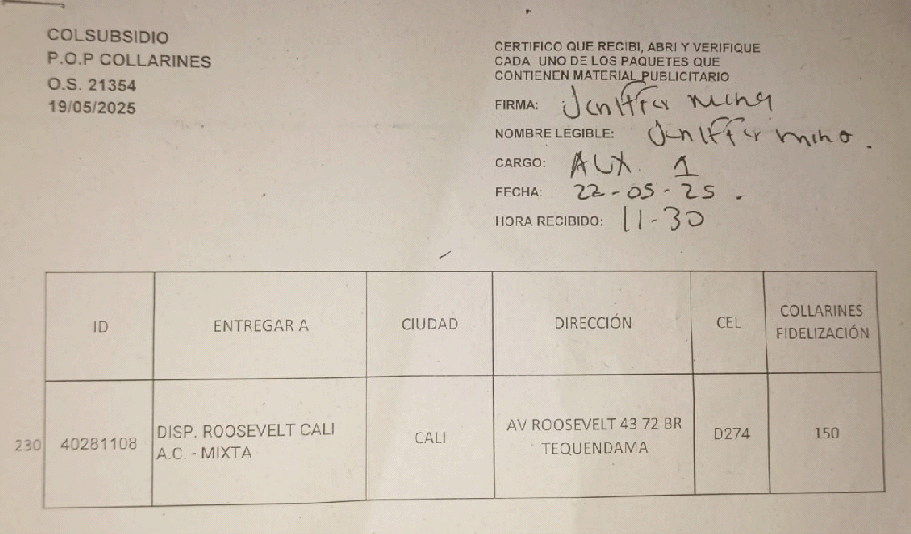 COLSUBSIDIO
P.O.P COLLARINES
O.S. 21354
19/05/2025
CERTIFICO QUE RECIBI, ABRI Y VERIFIQUE
CADA UNO DE LOS PAQUETES QUE
CONTIENEN MATERIAL PUBLICITARIO
FIRMA: Jeniffer
NOMBRE LEGIBLE: Jeniffer
CARGO: AUX. 1
FECHA: 22-05-25.
HORA RECIBIDO: 11-30
ID ENTREGAR A CIUDAD DIRECCIÓN CEL COLLARINES
FIDELIZACIÓN
230 40281108 DISP. ROOSEVELT CALI
A.C. - MIXTA CALI AV ROOSEVELT 43 72 BR
TEQUENDAMA D274 150